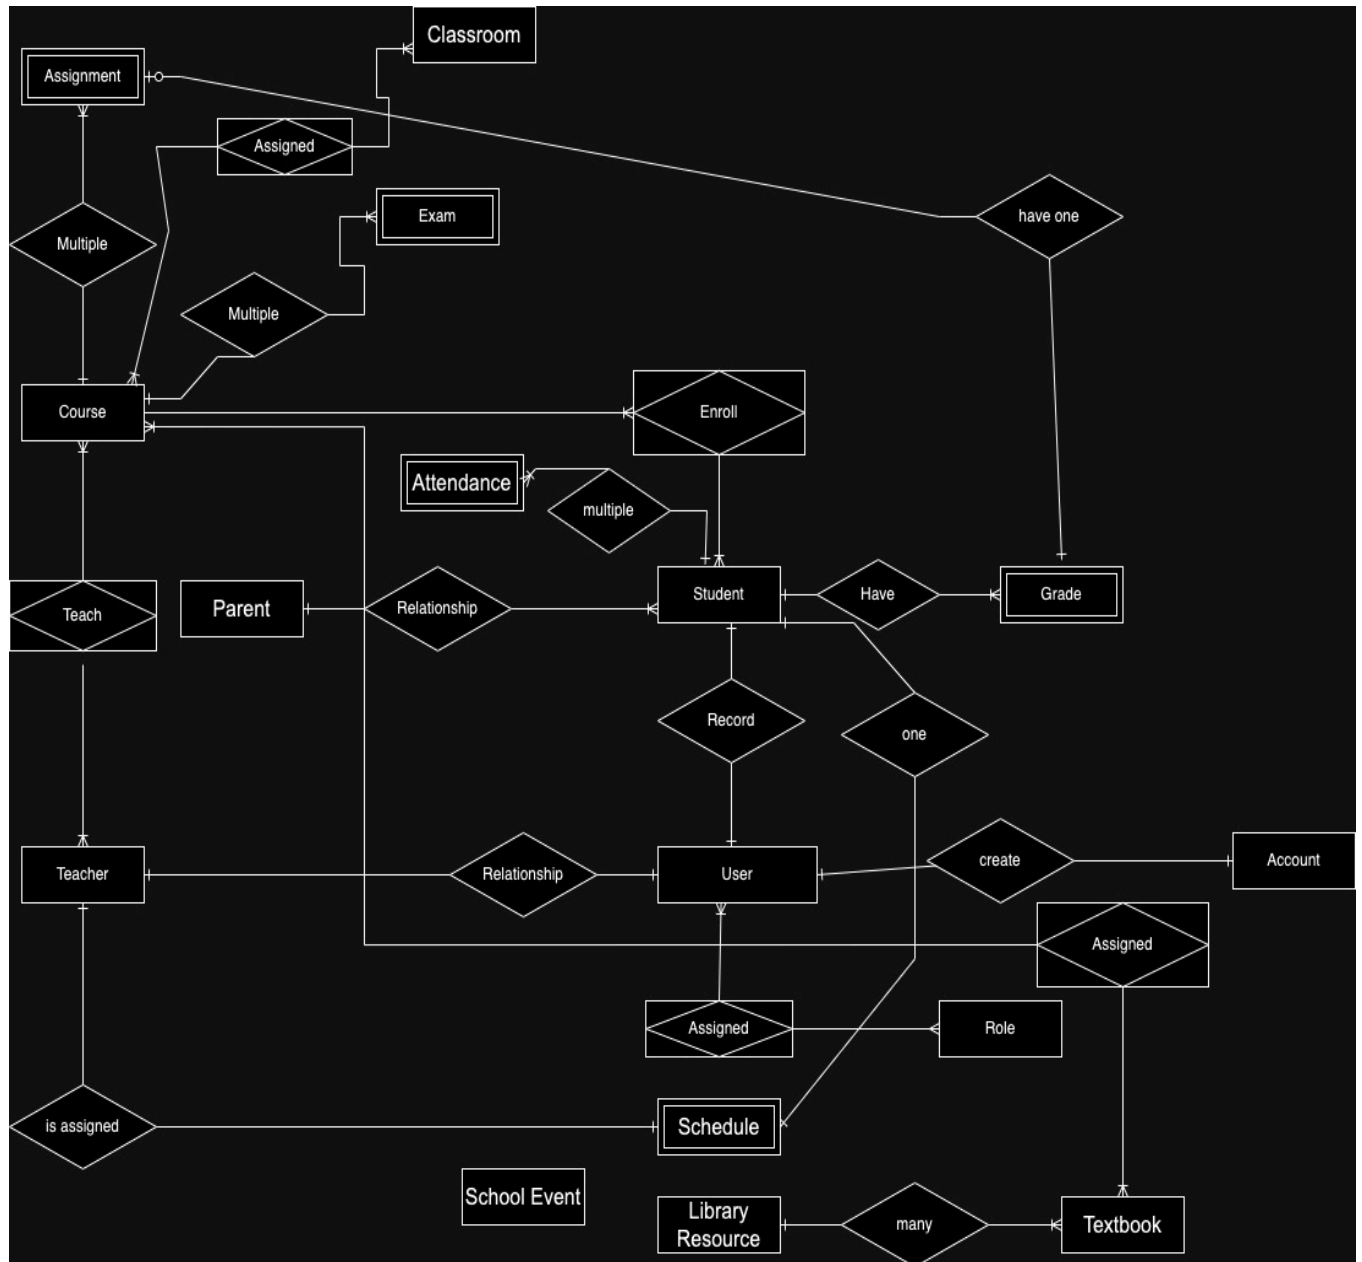 Classroom
Assignment
Assigned
Exam
have one
Multiple
Multiple
Course
Enroll
Attendance
multiple
Student
Have
Grade
Parent
Relationship
Teach
Record
one
Teacher
Relationship
User
create
Account
Assigned
Assigned
Role
is assigned
Schedule
School Event
Library
Resource
many
Textbook